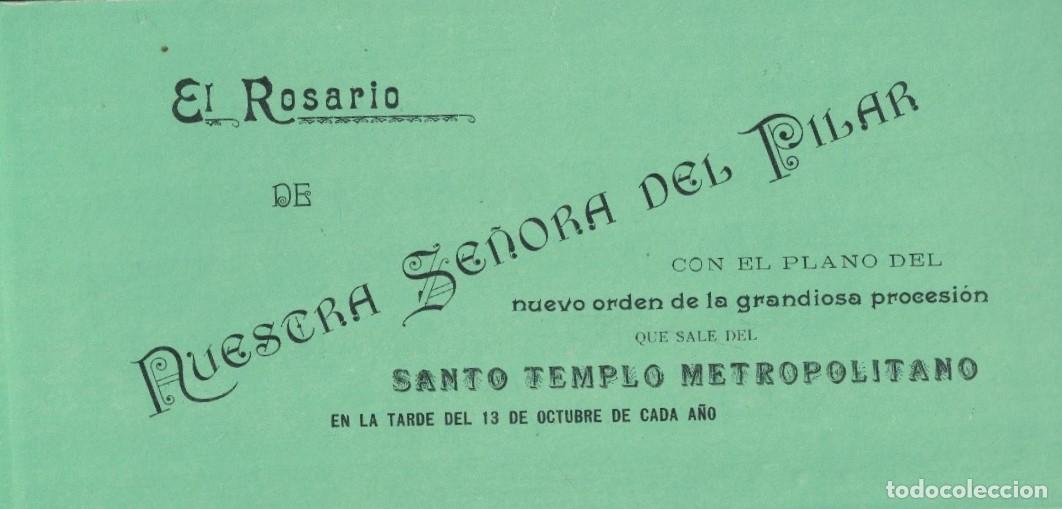 El Rosario
DE
NUESTRA SEÑORA DEL PILAR
CON EL PLANO DEL
nuevo orden de la grandiosa procesión
QUE SALE DEL
SANTO TEMPLO METROPOLITANO
EN LA TARDE DEL 13 DE OCTUBRE DE CADA AÑO
todocoleccion